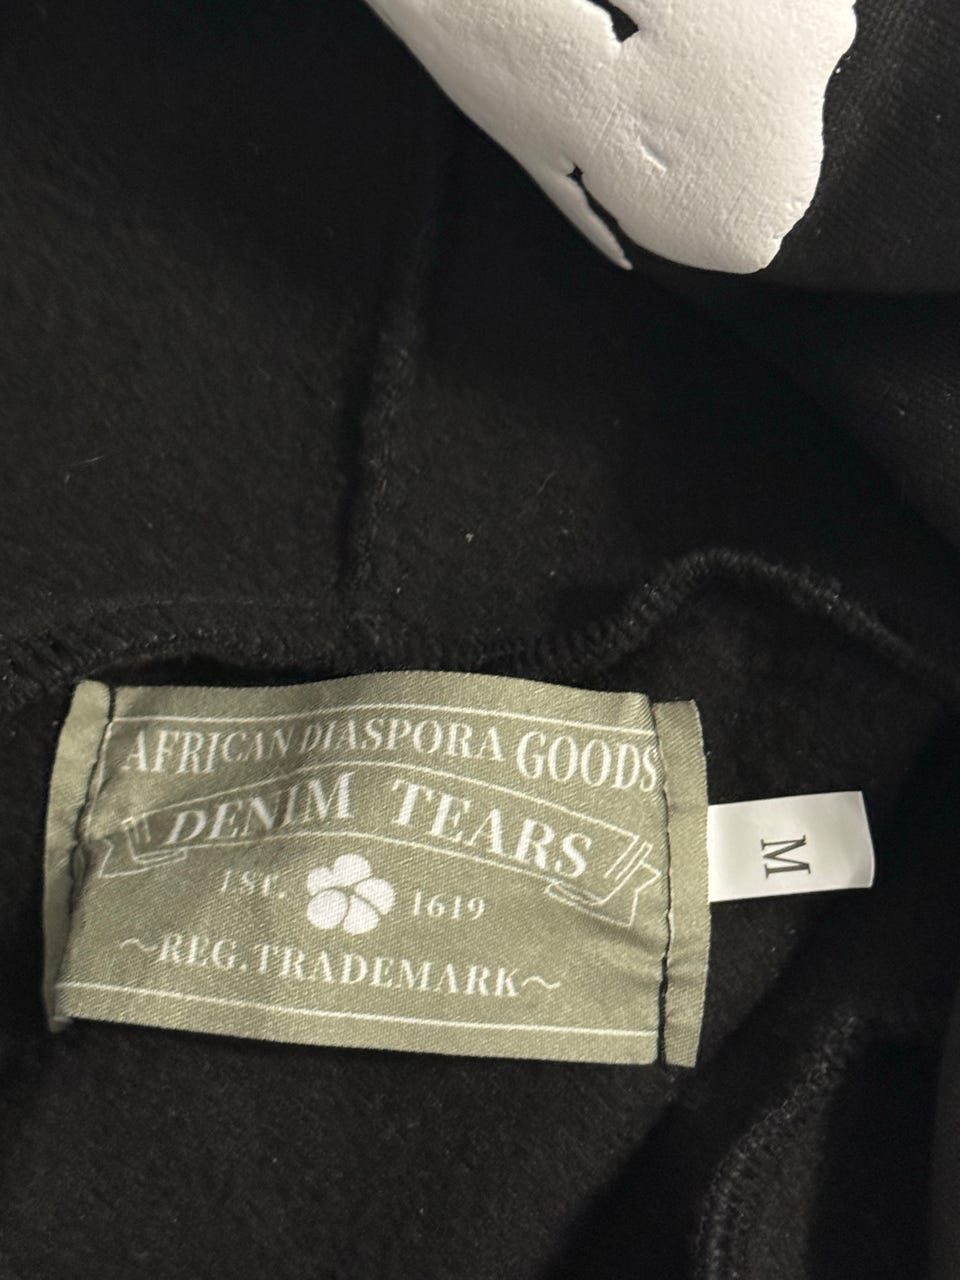 AFRICAN DIASPORA GOODS
DENIM TEARS
EST. 1619
~REG. TRADEMARK~
M